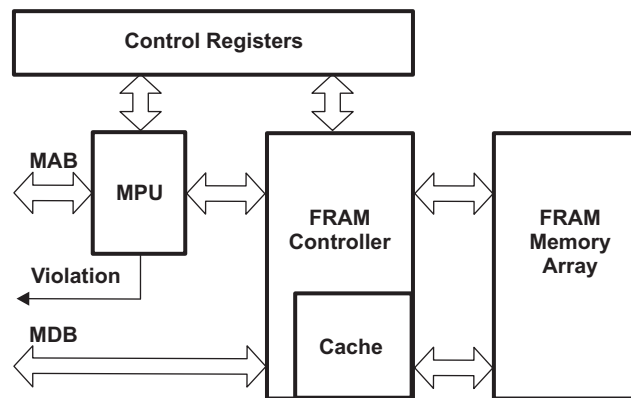 Control Registers
MAB
MPU
FRAM
Controller
FRAM
Memory
Array
Violation
MDB
Cache